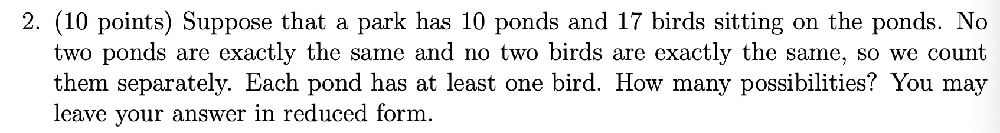 2. (10 points) Suppose that a park has 10 ponds and 17 birds sitting on the ponds. No
two ponds are exactly the same and no two birds are exactly the same, so we count
them separately. Each pond has at least one bird. How many possibilities? You may
leave your answer in reduced form.